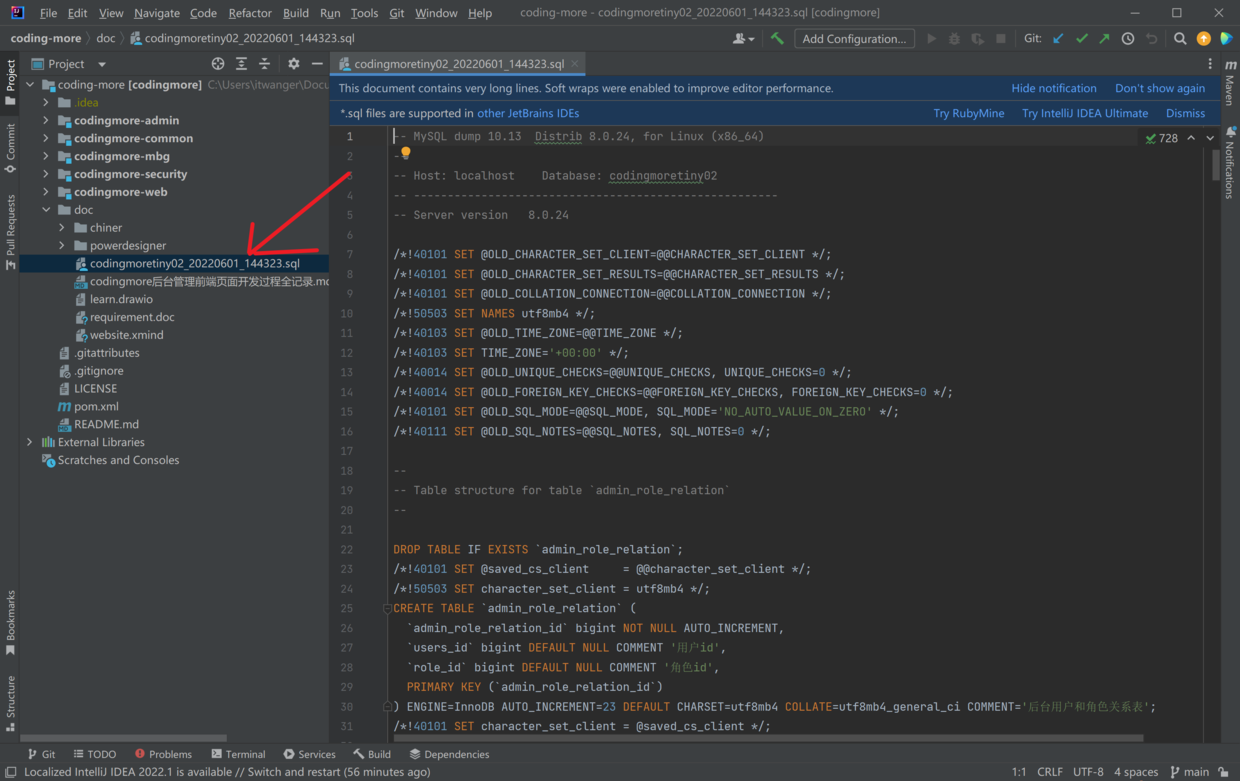 File Edit View Navigate Code Refactor Build Run Tools Git Window Help coding-more - codingmoretiny02_20220601_144323.sql [codingmore]
coding-more doc codingmoretiny02_20220601_144323.sql
Add Configuration... Git:
Project
codingmoretiny02_20220601_144323.sql
coding-more [codingmore] C:\Users\itwanger\Docu
.idea
codingmore-admin
codingmore-common
codingmore-mbg
codingmore-security
codingmore-web
doc
chiner
powerdesigner
codingmoretiny02_20220601_144323.sql
codingmore后台管理前端页面开发过程全记录.md
learn.drawio
requirement.doc
website.xmind
.gitattributes
.gitignore
LICENSE
pom.xml
README.md
External Libraries
Scratches and Consoles
This document contains very long lines. Soft wraps were enabled to improve editor performance. Hide notification Don't show again
*.sql files are supported in other JetBrains IDEs Try RubyMine Try IntelliJ IDEA Ultimate Dismiss
728
1 -- MySQL dump 10.13 Distrib 8.0.24, for Linux (x86_64)
2 --
3 -- Host: localhost Database: codingmoretiny02
4 -- ------------------------------------------------------
5 -- Server version 8.0.24
6
7 /*!40101 SET @OLD_CHARACTER_SET_CLIENT=@@CHARACTER_SET_CLIENT */;
8 /*!40101 SET @OLD_CHARACTER_SET_RESULTS=@@CHARACTER_SET_RESULTS */;
9 /*!40101 SET @OLD_COLLATION_CONNECTION=@@COLLATION_CONNECTION */;
10 /*!50503 SET NAMES utf8mb4 */;
11 /*!40103 SET @OLD_TIME_ZONE=@@TIME_ZONE */;
12 /*!40103 SET TIME_ZONE='+00:00' */;
13 /*!40014 SET @OLD_UNIQUE_CHECKS=@@UNIQUE_CHECKS, UNIQUE_CHECKS=0 */;
14 /*!40014 SET @OLD_FOREIGN_KEY_CHECKS=@@FOREIGN_KEY_CHECKS, FOREIGN_KEY_CHECKS=0 */;
15 /*!40101 SET @OLD_SQL_MODE=@@SQL_MODE, SQL_MODE='NO_AUTO_VALUE_ON_ZERO' */;
16 /*!40111 SET @OLD_SQL_NOTES=@@SQL_NOTES, SQL_NOTES=0 */;
17
18 --
19 -- Table structure for table `admin_role_relation`
20 --
21
22 DROP TABLE IF EXISTS `admin_role_relation`;
23 /*!40101 SET @saved_cs_client = @@character_set_client */;
24 /*!50503 SET character_set_client = utf8mb4 */;
25 CREATE TABLE `admin_role_relation` (
26 `admin_role_relation_id` bigint NOT NULL AUTO_INCREMENT,
27 `users_id` bigint DEFAULT NULL COMMENT '用户id',
28 `role_id` bigint DEFAULT NULL COMMENT '角色id',
29 PRIMARY KEY (`admin_role_relation_id`)
30 ) ENGINE=InnoDB AUTO_INCREMENT=23 DEFAULT CHARSET=utf8mb4 COLLATE=utf8mb4_general_ci COMMENT='后台用户和角色关系表';
31 /*!40101 SET character_set_client = @saved_cs_client */;
Project
Commit
Pull Requests
Bookmarks
Structure
Maven
Notifications
Git TODO Problems Terminal Services Build Dependencies
Localized IntelliJ IDEA 2022.1 is available // Switch and restart (56 minutes ago) 1:1 CRLF UTF-8 4 spaces main